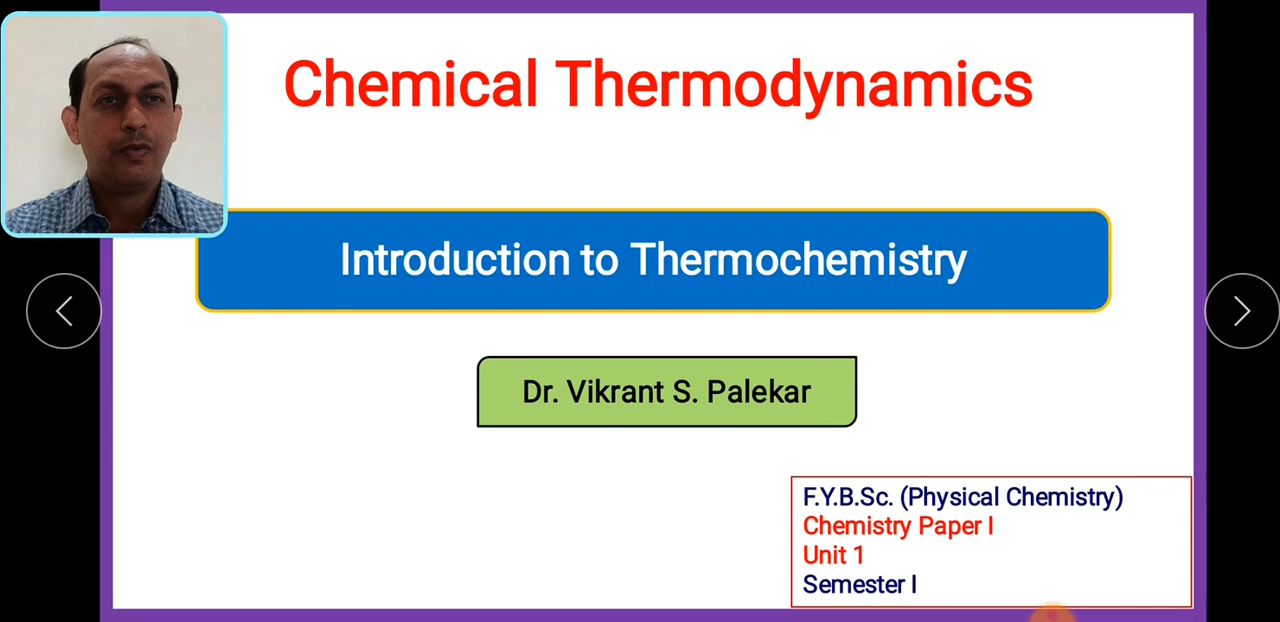 Chemical Thermodynamics
Introduction to Thermochemistry
Dr. Vikrant S. Palekar
F.Y.B.Sc. (Physical Chemistry)
Chemistry Paper I
Unit 1
Semester I